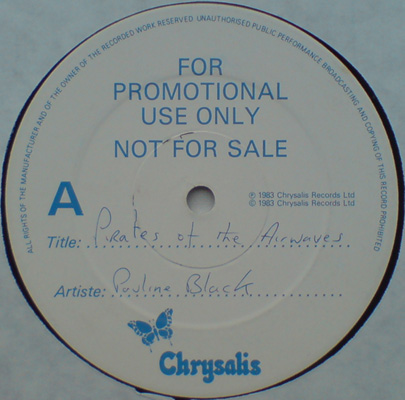 ALL RIGHTS OF THE MANUFACTURER AND OF THE OWNER OF THE RECORDED WORK RESERVED. UNAUTHORISED PUBLIC PERFORMANCE BROADCASTING AND COPYING OF THIS RECORD PROHIBITED
FOR
PROMOTIONAL
USE ONLY
NOT FOR SALE
A
℗ 1983 Chrysalis Records Ltd
© 1983 Chrysalis Records Ltd
Title: Pirates of the Airwaves
Artiste: Pauline Black
Chrysalis